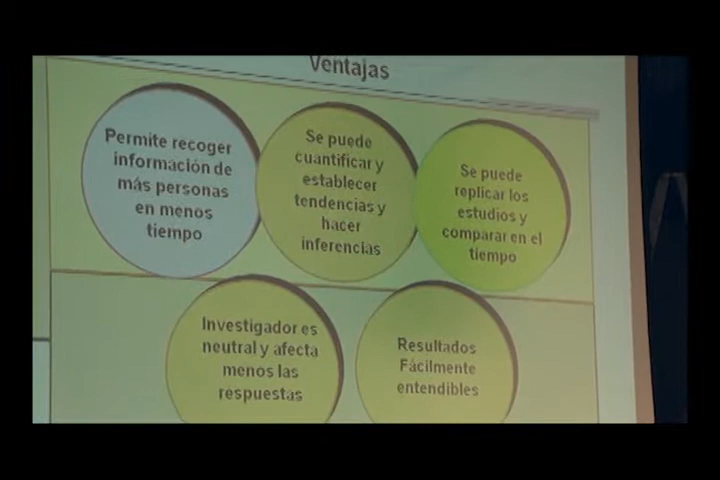 Ventajas
Permite recoger
información de
más personas
en menos
tiempo
Se puede
cuantificar y
establecer
tendencias y
hacer
inferencias
Se puede
replicar los
estudios y
comparar en el
tiempo
Investigador es
neutral y afecta
menos las
respuestas
Resultados
Fácilmente
entendibles